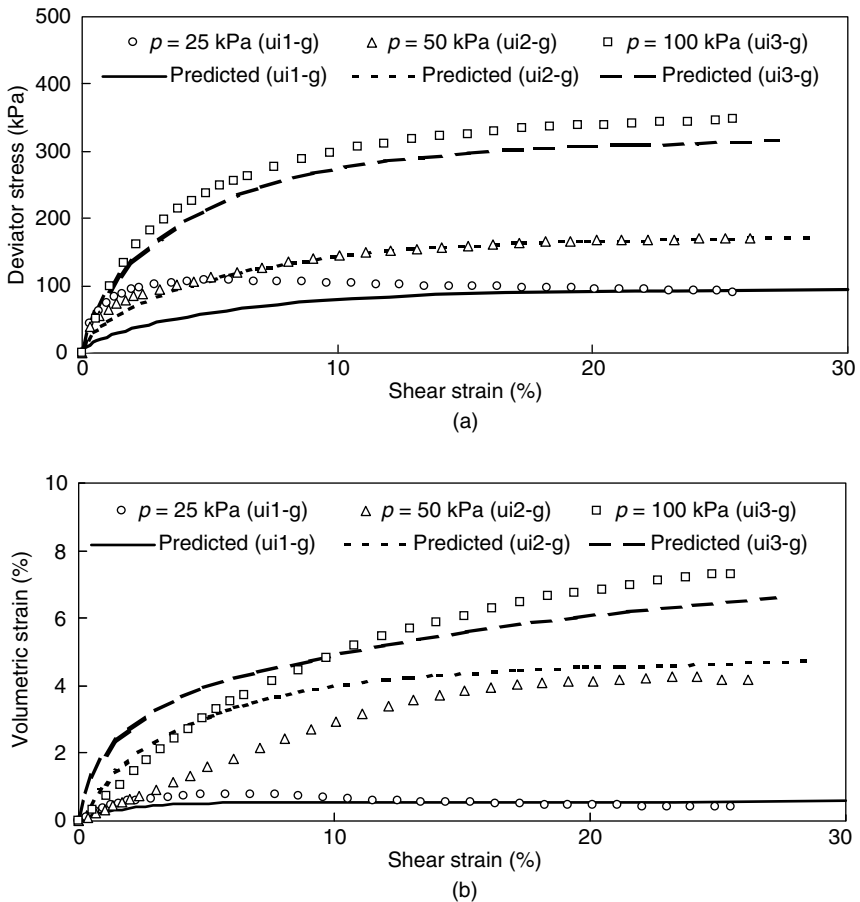 500
400
300
200
100
0
Deviator stress (kPa)
p = 25 kPa (ui1-g) p = 50 kPa (ui2-g) p = 100 kPa (ui3-g)
Predicted (ui1-g) Predicted (ui2-g) Predicted (ui3-g)
0 10 20 30
Shear strain (%)
(a)
10
8
6
4
2
0
Volumetric strain (%)
p = 25 kPa (ui1-g) p = 50 kPa (ui2-g) p = 100 kPa (ui3-g)
Predicted (ui1-g) Predicted (ui2-g) Predicted (ui3-g)
0 10 20 30
Shear strain (%)
(b)